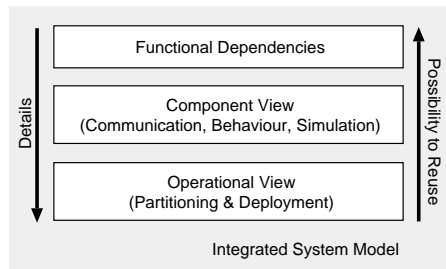 Functional Dependencies
Details
Component View
(Communication, Behaviour, Simulation)
Possibility to Reuse
Operational View
(Partitioning & Deployment)
Integrated System Model